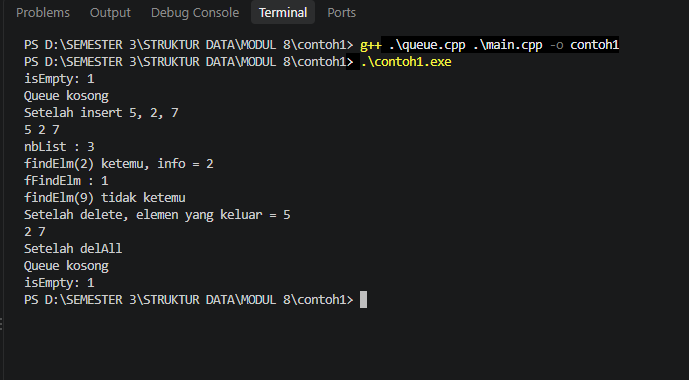 Problems Output Debug Console Terminal Ports
PS D:\SEMESTER 3\STRUKTUR DATA\MODUL 8\contoh1> g++ .\queue.cpp .\main.cpp -o contoh1
PS D:\SEMESTER 3\STRUKTUR DATA\MODUL 8\contoh1> .\contoh1.exe
isEmpty: 1
Queue kosong
Setelah insert 5, 2, 7
5 2 7
nbList : 3
findElm(2) ketemu, info = 2
fFindElm : 1
findElm(9) tidak ketemu
Setelah delete, elemen yang keluar = 5
2 7
Setelah delAll
Queue kosong
isEmpty: 1
PS D:\SEMESTER 3\STRUKTUR DATA\MODUL 8\contoh1>